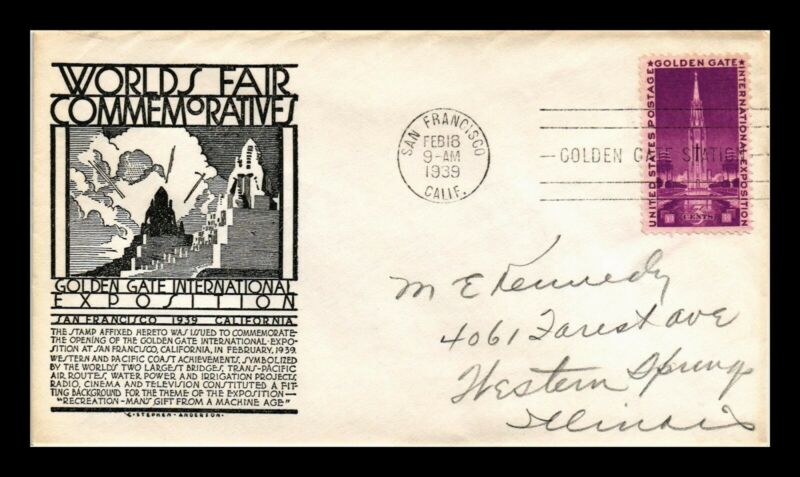 WORLDS FAIR
COMMEMORATIVES
GOLDEN GATE INTERNATIONAL
EXPOSITION
SAN FRANCISCO 1939 CALIFORNIA
THE STAMP AFFIXED HERETO WAS ISSUED TO COMMEMORATE
THE OPENING OF THE GOLDEN GATE INTERNATIONAL EXPO-
SITION AT SAN FRANCISCO, CALIFORNIA, IN FEBRUARY, 1939.
WESTERN AND PACIFIC COAST ACHIEVEMENTS, SYMBOLIZED
BY THE WORLD'S TWO LARGEST BRIDGES, TRANS-PACIFIC
AIR ROUTES, WATER POWER AND IRRIGATION PROJECTS,
RADIO, CINEMA AND TELEVISION CONSTITUTED A FIT-
TING BACKGROUND FOR THE THEME OF THE EXPOSITION—
"RECREATION-MAN'S GIFT FROM A MACHINE AGE"
C·STEPHEN·ANDERSON·
SAN FRANCISCO
FEB 18
9-AM
1939
CALIF.
GOLDEN GATE STATION
★GOLDEN GATE★
UNITED STATES POSTAGE
INTERNATIONAL EXPOSITION
3
CENTS
M E Kennedy
4061 Forest ave
Western Springs
Illinois